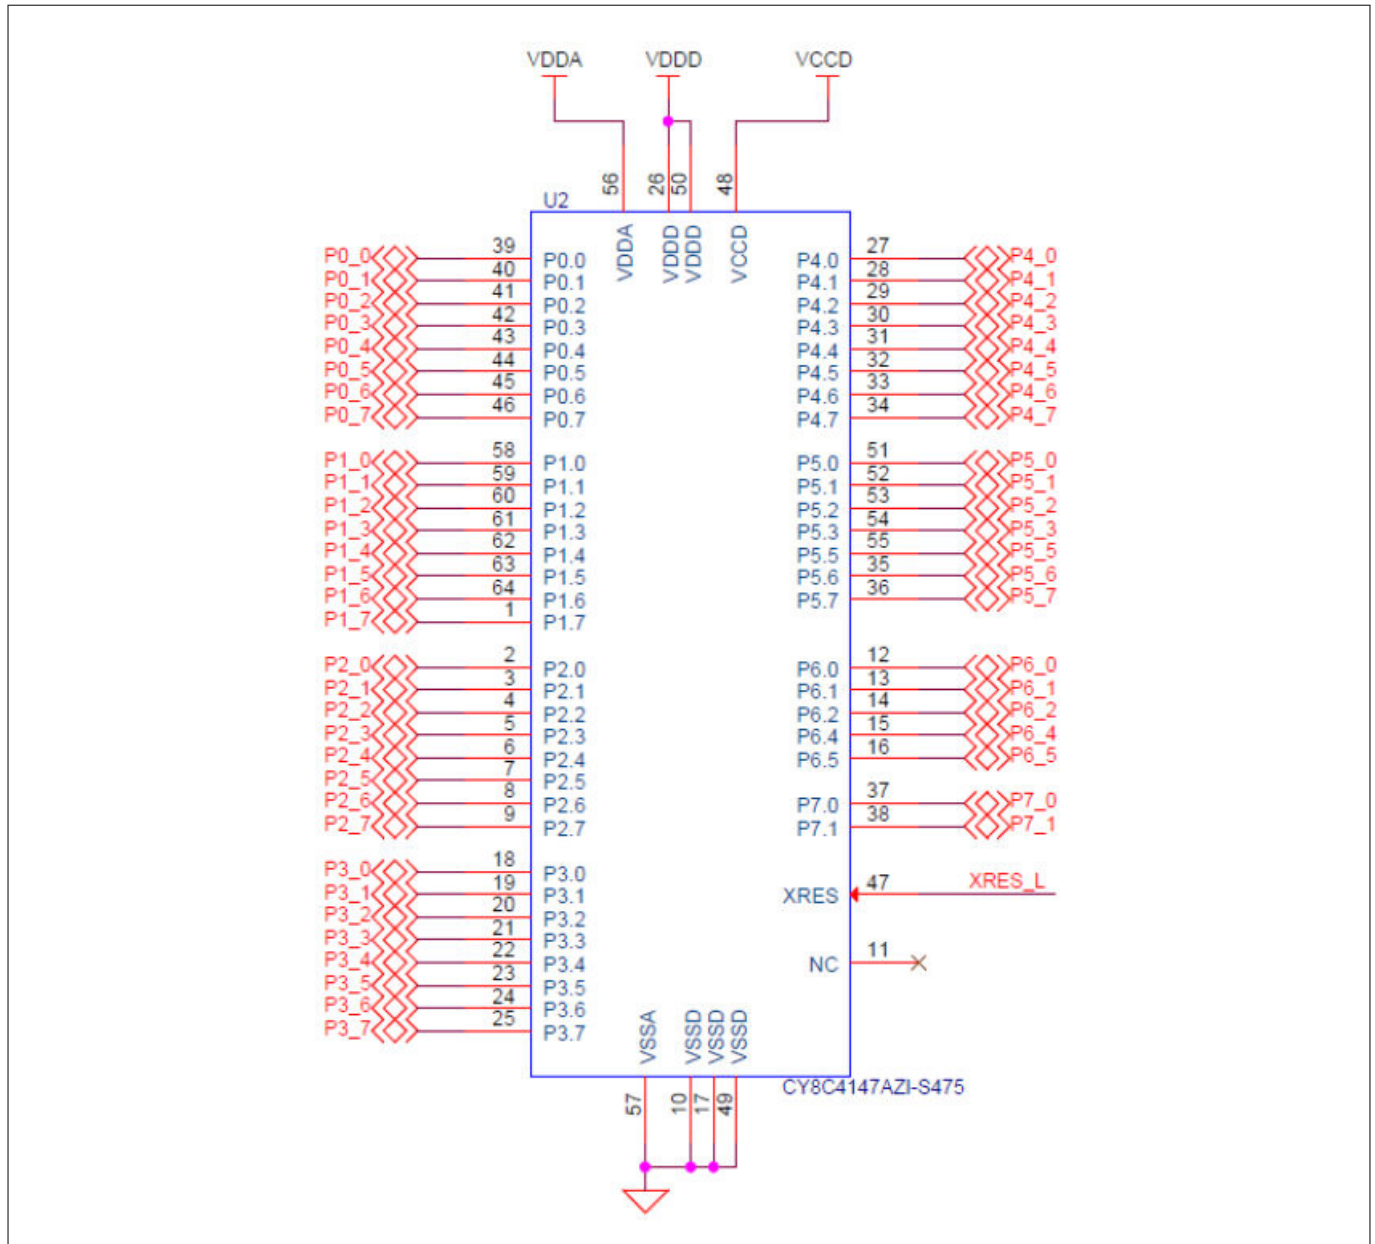 VDDA VDDD VCCD
56 26 50 48
U2
VDDA VDDD VDDD VCCD
P0_0 39 P0.0 P4.0 27 P4_0
P0_1 40 P0.1 P4.1 28 P4_1
P0_2 41 P0.2 P4.2 29 P4_2
P0_3 42 P0.3 P4.3 30 P4_3
P0_4 43 P0.4 P4.4 31 P4_4
P0_5 44 P0.5 P4.5 32 P4_5
P0_6 45 P0.6 P4.6 33 P4_6
P0_7 46 P0.7 P4.7 34 P4_7
P1_0 58 P1.0 P5.0 51 P5_0
P1_1 59 P1.1 P5.1 52 P5_1
P1_2 60 P1.2 P5.2 53 P5_2
P1_3 61 P1.3 P5.3 54 P5_3
P1_4 62 P1.4 P5.5 55 P5_5
P1_5 63 P1.5 P5.6 35 P5_6
P1_6 64 P1.6 P5.7 36 P5_7
P1_7 1 P1.7
P2_0 2 P2.0 P6.0 12 P6_0
P2_1 3 P2.1 P6.1 13 P6_1
P2_2 4 P2.2 P6.2 14 P6_2
P2_3 5 P2.3 P6.4 15 P6_4
P2_4 6 P2.4 P6.5 16 P6_5
P2_5 7 P2.5
P2_6 8 P2.6 P7.0 37 P7_0
P2_7 9 P2.7 P7.1 38 P7_1
P3_0 18 P3.0
P3_1 19 P3.1 XRES 47 XRES_L
P3_2 20 P3.2
P3_3 21 P3.3
P3_4 22 P3.4 NC 11
P3_5 23 P3.5
P3_6 24 P3.6
P3_7 25 P3.7
VSSA VSSD VSSD VSSD
CY8C4147AZI-S475
57 10 17 49